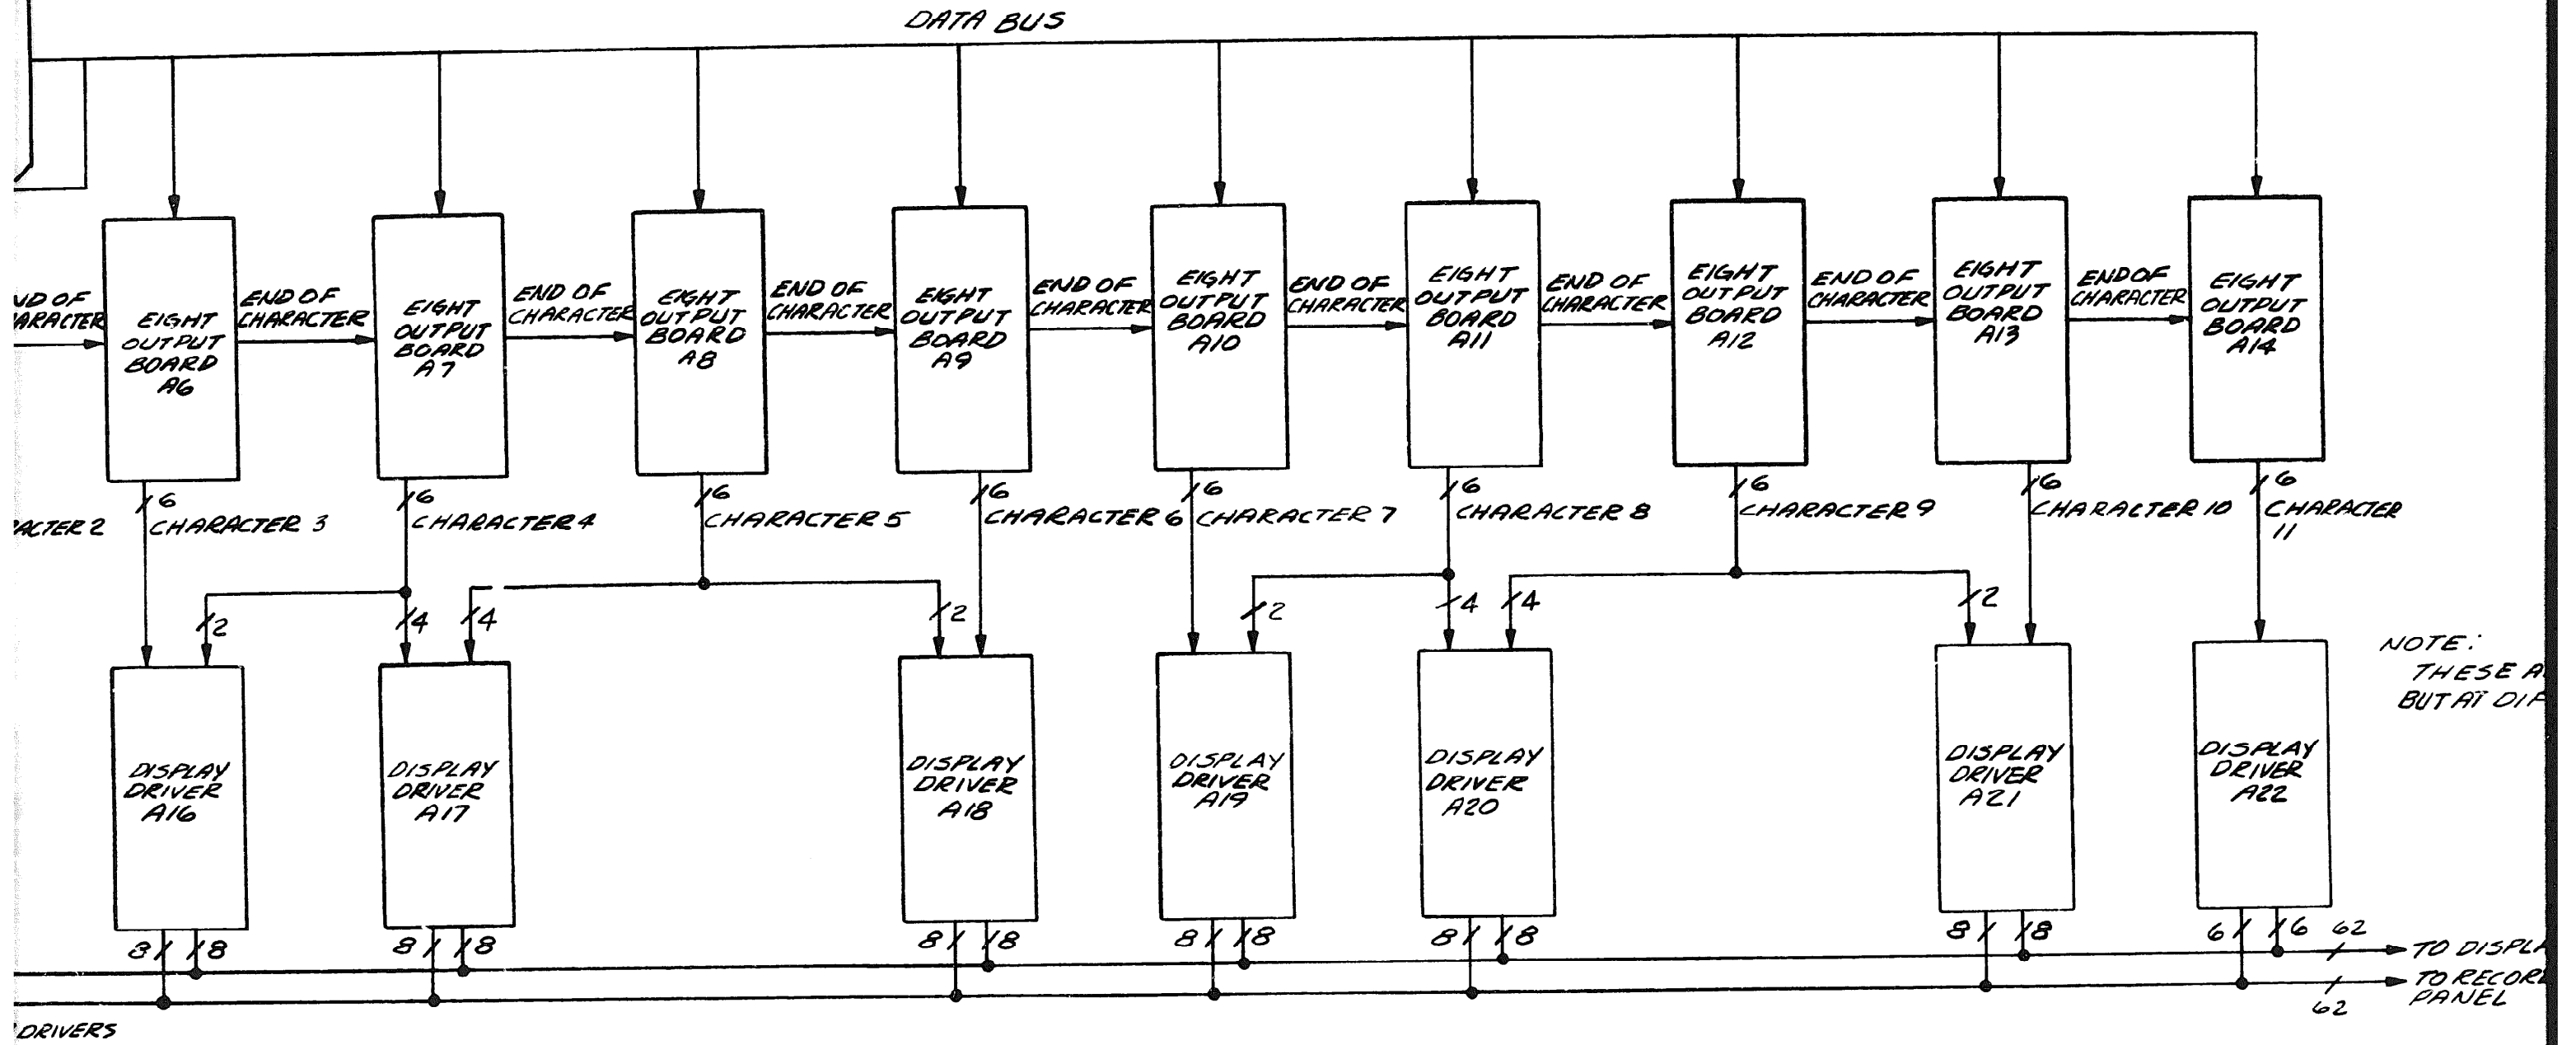 DATA BUS
END OF
CHARACTER
END OF
CHARACTER
END OF
CHARACTER
END OF
CHARACTER
END OF
CHARACTER
END OF
CHARACTER
END OF
CHARACTER
END OF
CHARACTER
EIGHT
OUTPUT
BOARD
A6
EIGHT
OUTPUT
BOARD
A7
EIGHT
OUTPUT
BOARD
A8
EIGHT
OUTPUT
BOARD
A9
EIGHT
OUTPUT
BOARD
A10
EIGHT
OUTPUT
BOARD
A11
EIGHT
OUTPUT
BOARD
A12
EIGHT
OUTPUT
BOARD
A13
EIGHT
OUTPUT
BOARD
A14
6
6
6
6
6
6
6
6
6
2
CHARACTER 3
CHARACTER 4
CHARACTER 5
CHARACTER 6
CHARACTER 7
CHARACTER 8
CHARACTER 9
CHARACTER 10
CHARACTER
11
2
4
4
2
2
4
4
2
NOTE:
THESE
BUT AT
DISPLAY
DRIVER
A16
DISPLAY
DRIVER
A17
DISPLAY
DRIVER
A18
DISPLAY
DRIVER
A19
DISPLAY
DRIVER
A20
DISPLAY
DRIVER
A21
DISPLAY
DRIVER
A22
8 8
8 8
8 8
8 8
8 8
8 8
6 6
62
TO
TO
PANEL
62
DRIVERS